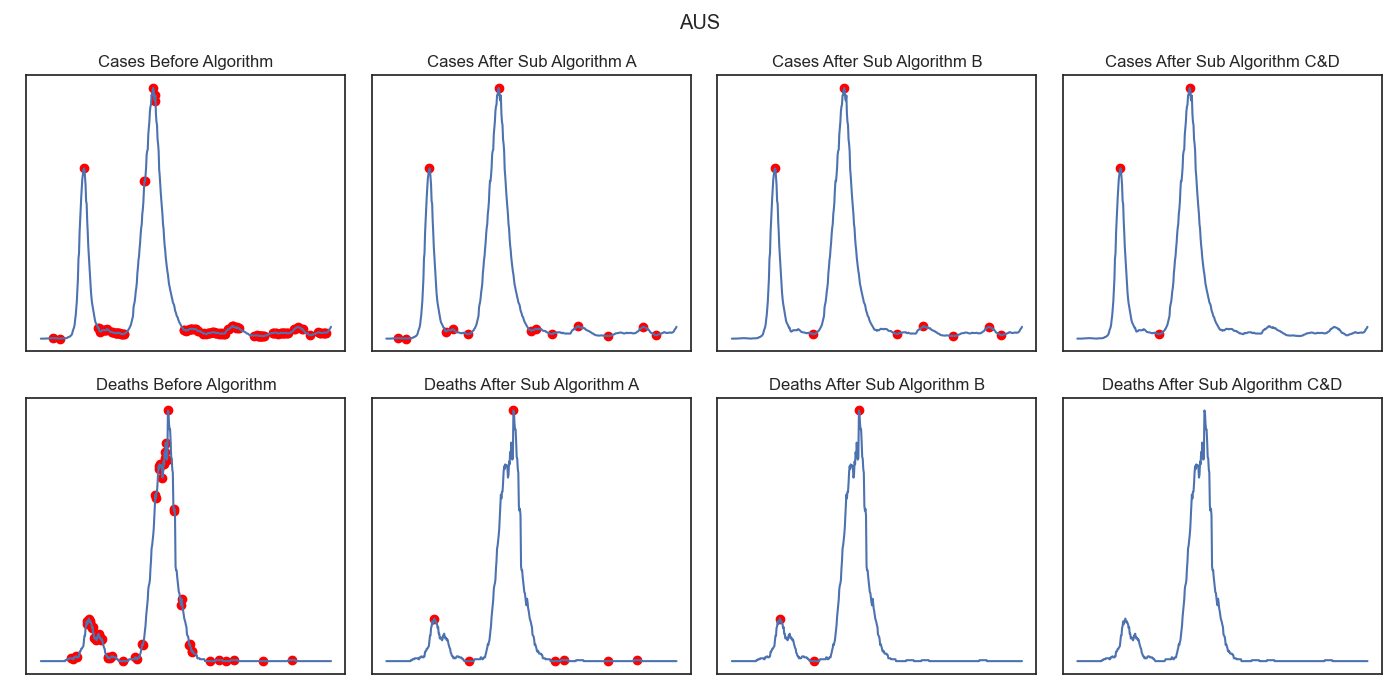 AUS
Cases Before Algorithm
Cases After Sub Algorithm A
Cases After Sub Algorithm B
Cases After Sub Algorithm C&D
Deaths Before Algorithm
Deaths After Sub Algorithm A
Deaths After Sub Algorithm B
Deaths After Sub Algorithm C&D